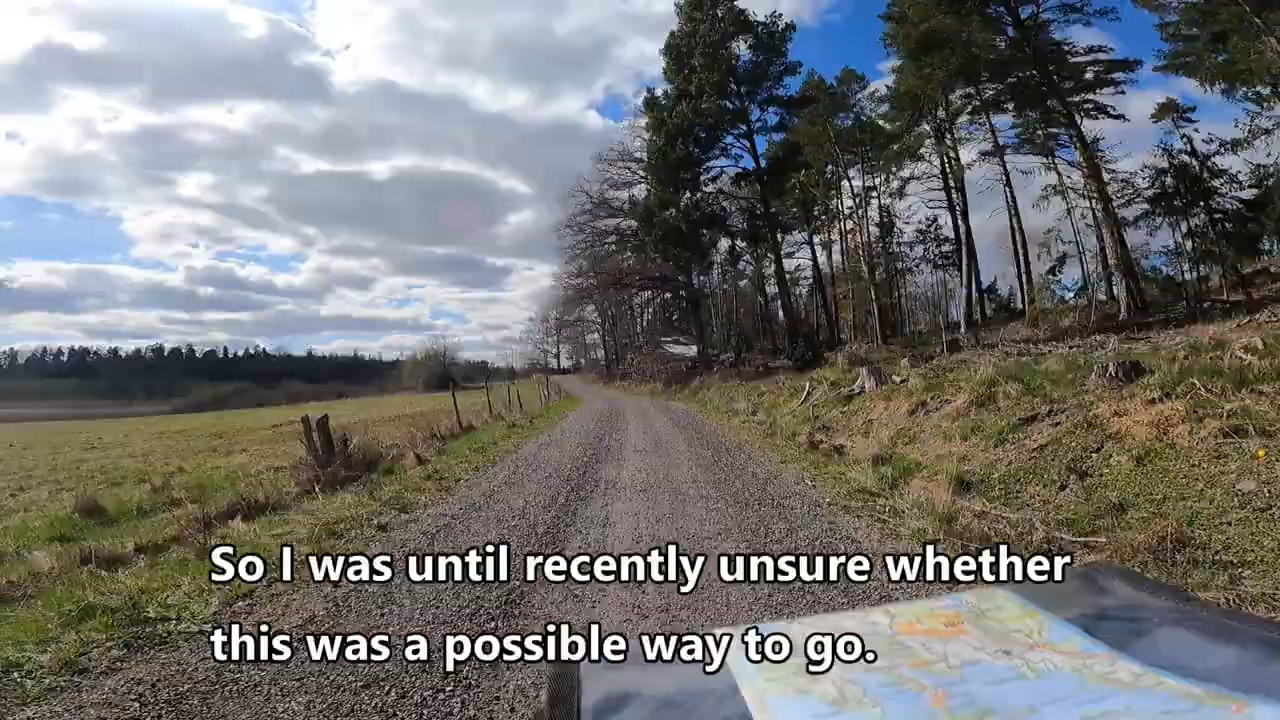 So I was until recently unsure whether
this was a possible way to go.